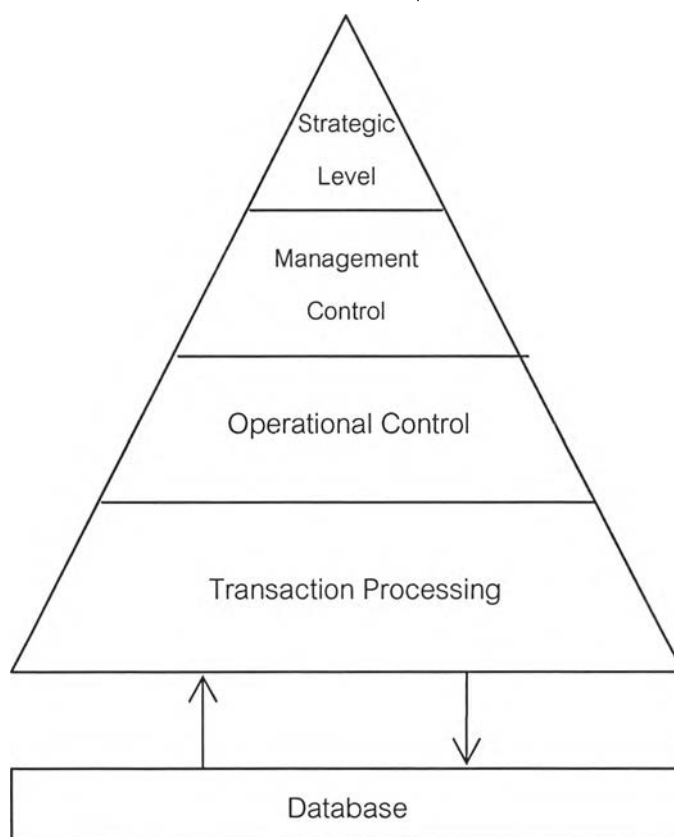 Strategic
Level
Management
Control
Operational Control
Transaction Processing
Database